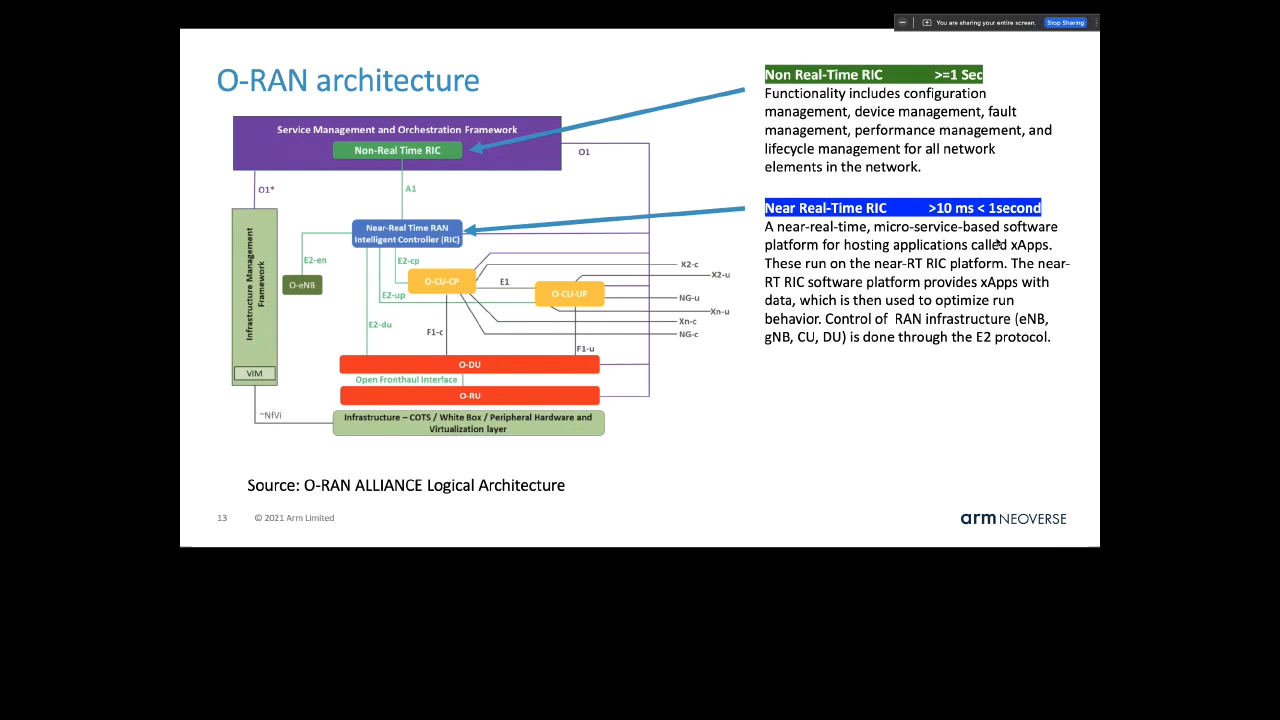 You are sharing your entire screen. Stop Sharing
O-RAN architecture
Service Management and Orchestration Framework
Non-Real Time RIC
O1
O1*
A1
Near-Real Time RAN
Intelligent Controller (RIC)
Infrastructure Management
Framework
E2-en
E2-cp
O-eNB
O-CU-CP
E1
O-CU-UP
E2-up
X2-c
X2-u
NG-u
Xn-u
Xn-c
NG-c
E2-du
F1-c
F1-u
O-DU
Open Fronthaul Interface
O-RU
VIM
~Nfvi
Infrastructure – COTS / White Box / Peripheral Hardware and
Virtualization layer
Source: O-RAN ALLIANCE Logical Architecture
Non Real-Time RIC >=1 Sec
Functionality includes configuration
management, device management, fault
management, performance management, and
lifecycle management for all network
elements in the network.
Near Real-Time RIC >10 ms < 1second
A near-real-time, micro-service-based software
platform for hosting applications called xApps.
These run on the near-RT RIC platform. The near-
RT RIC software platform provides xApps with
data, which is then used to optimize run
behavior. Control of RAN infrastructure (eNB,
gNB, CU, DU) is done through the E2 protocol.
13 © 2021 Arm Limited
arm NEOVERSE